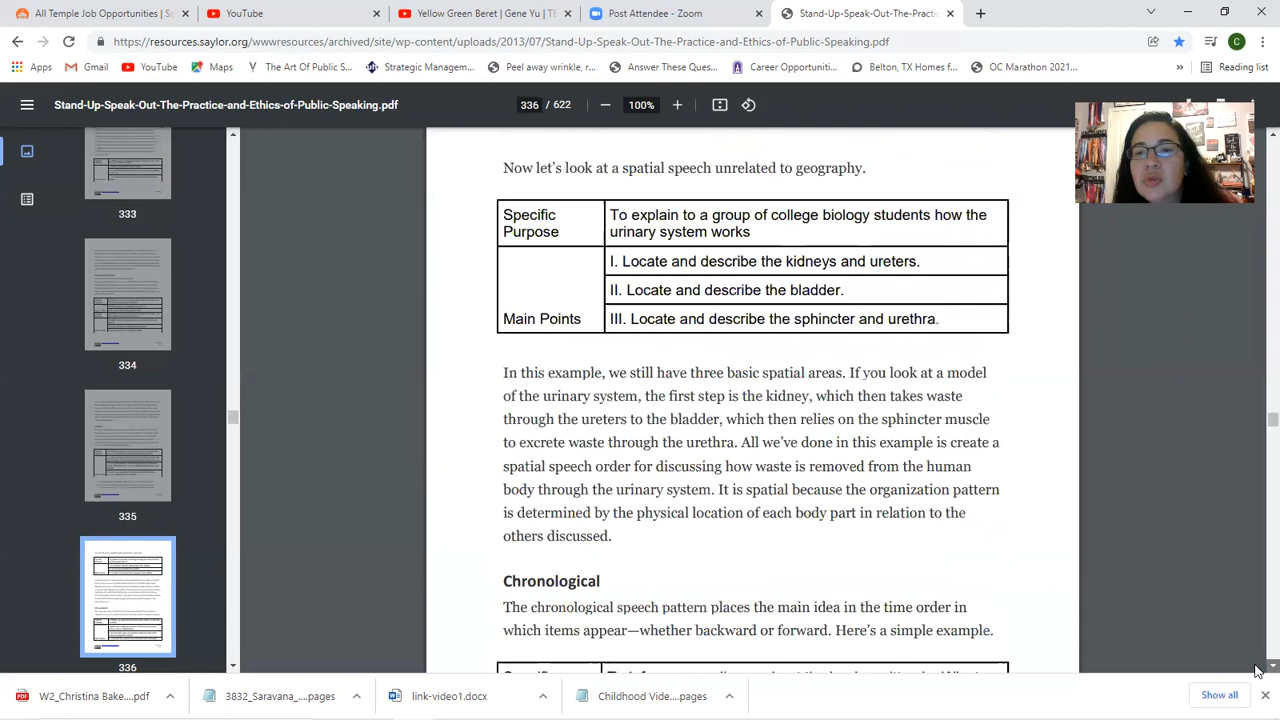 All Temple Job Opportunities | S
YouTube
Yellow Green Beret | Gene Yu | TE
Post Attendee - Zoom
Stand-Up-Speak-Out-The-Practic
https://resources.saylor.org/wwwresources/archived/site/wp-content/uploads/2013/07/Stand-Up-Speak-Out-The-Practice-and-Ethics-of-Public-Speaking.pdf
C
Apps
Gmail
YouTube
Maps
The Art Of Public S...
Strategic Managem...
Peel away wrinkle, r...
Answer These Ques...
Career Opportuniti...
Belton, TX Homes f...
OC Marathon 2021...
»
Reading list
Stand-Up-Speak-Out-The-Practice-and-Ethics-of-Public-Speaking.pdf
336 / 622
100%
333
334
335
336
Now let's look at a spatial speech unrelated to geography.
Specific
Purpose
To explain to a group of college biology students how the
urinary system works
I. Locate and describe the kidneys and ureters.
II. Locate and describe the bladder.
Main Points
III. Locate and describe the sphincter and urethra.
In this example, we still have three basic spatial areas. If you look at a model
of the urinary system, the first step is the kidney, which then takes waste
through the ureters to the bladder, which then relies on the sphincter muscle
to excrete waste through the urethra. All we've done in this example is create a
spatial speech order for discussing how waste is removed from the human
body through the urinary system. It is spatial because the organization pattern
is determined by the physical location of each body part in relation to the
others discussed.
Chronological
The chronological speech pattern places the main idea in the time order in
which items appear—whether backward or forward. Here's a simple example.
W2_Christina Bake....pdf
3832_Saravana_....pages
link-video1.docx
Childhood Vide....pages
Show all